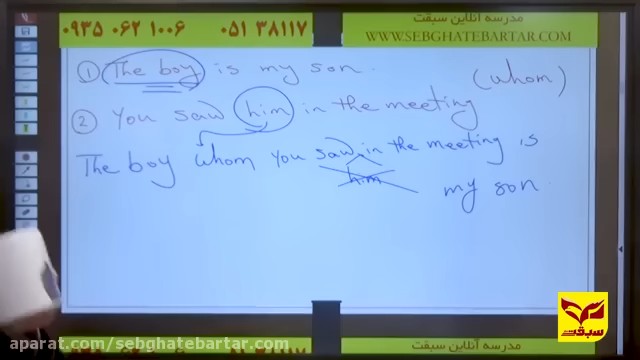 ۰۹۳۵ ۰۶۲ ۱۰۰۶ ۰۵۱ ۳۸۱۱۷
مدرسه آنلاین سبقت
WWW.SEBGHATEBARTAR.COM
① The boy is my son. (whom)
② You saw him in the meeting
The boy whom you saw in the meeting is
him
my son.
سبقت
aparat.com/sebghatebartar.com
مدرسه آنلاین سبقت